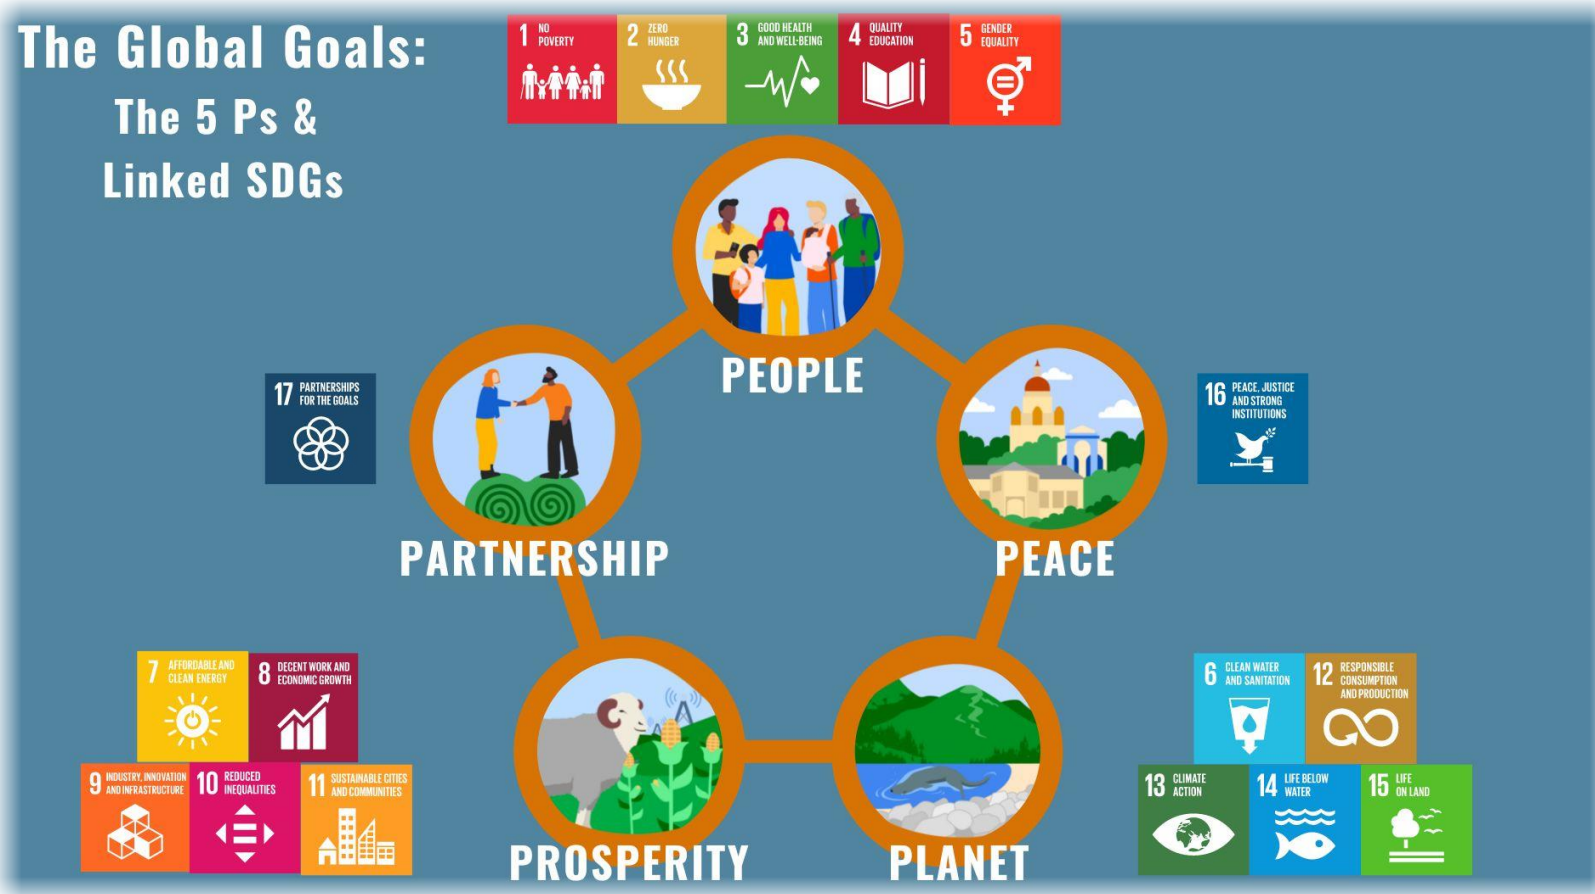 The Global Goals:
The 5 Ps &
Linked SDGs
1 NO
POVERTY
2 ZERO
HUNGER
3 GOOD HEALTH
AND WELL-BEING
4 QUALITY
EDUCATION
5 GENDER
EQUALITY
PEOPLE
17 PARTNERSHIPS
FOR THE GOALS
PARTNERSHIP
PEACE
16 PEACE, JUSTICE
AND STRONG
INSTITUTIONS
7 AFFORDABLE AND
CLEAN ENERGY
8 DECENT WORK AND
ECONOMIC GROWTH
9 INDUSTRY, INNOVATION
AND INFRASTRUCTURE
10 REDUCED
INEQUALITIES
11 SUSTAINABLE CITIES
AND COMMUNITIES
PROSPERITY
PLANET
6 CLEAN WATER
AND SANITATION
12 RESPONSIBLE
CONSUMPTION
AND PRODUCTION
13 CLIMATE
ACTION
14 LIFE BELOW
WATER
15 LIFE
ON LAND